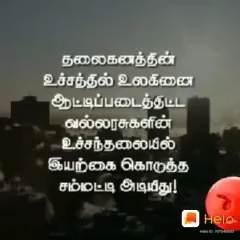 தலைகனத்தின்
உச்சத்தில் உலகினை
ஆட்டிப்படைத்திட்ட
வல்லரசுகளின்
உச்சந்தலையில்
இயற்கை கொடுத்த
சம்மட்டி அடியிது!
Helo